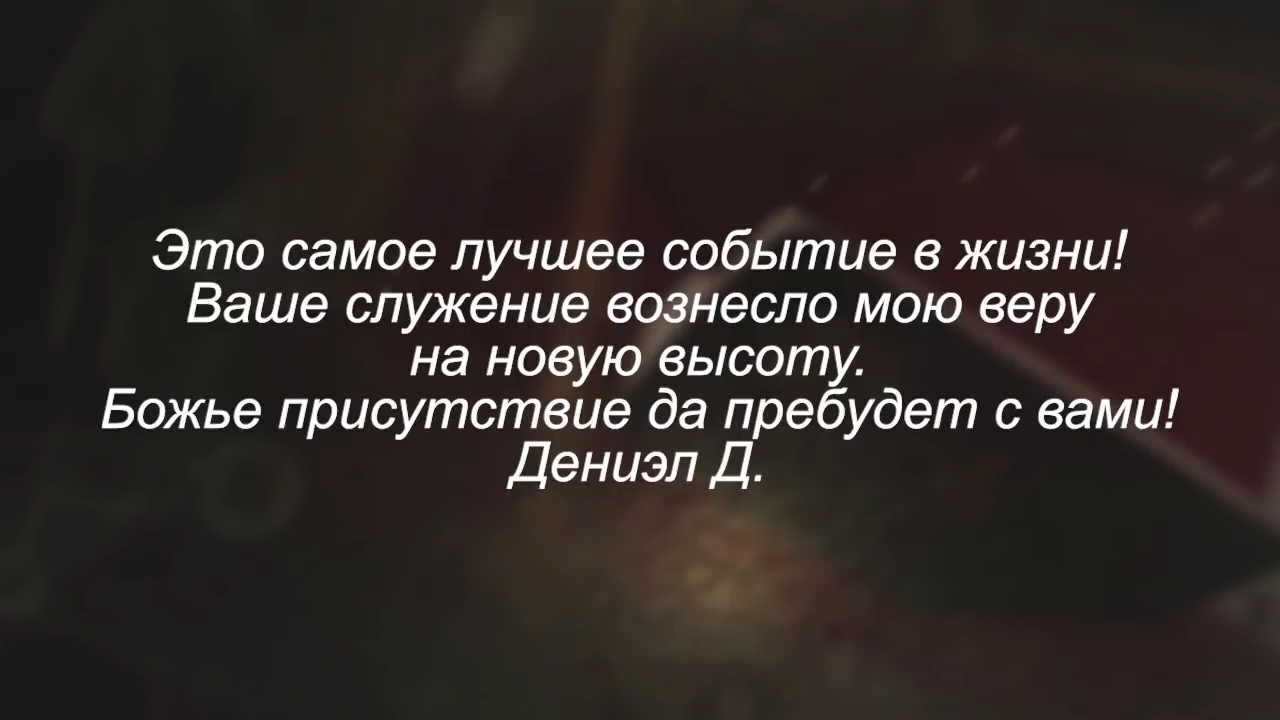 Это самое лучшее событие в жизни!
Ваше служение вознесло мою веру
на новую высоту.
Божье присутствие да пребудет с вами!
Дениэл Д.